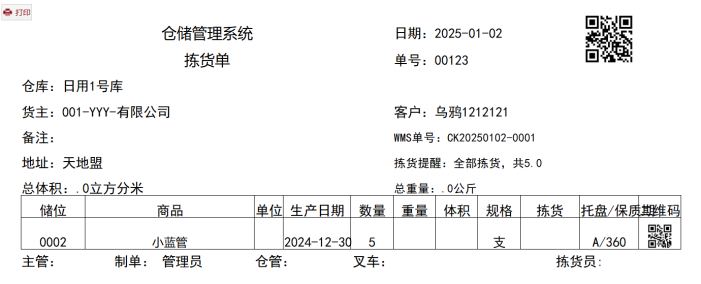 打印
仓储管理系统 日期：2025-01-02
拣货单 单号：00123
仓库：日用1号库
货主：001-YYY-有限公司 客户：乌鸦1212121
备注： WMS单号：CK20250102-0001
地址：天地盟 拣货提醒：全部拣货，共5.0
总体积：.0立方分米 总重量：.0公斤
储位 商品 单位 生产日期 数量 重量 体积 规格 拣货 托盘/保质期 二维码
0002 小蓝管 2024-12-30 5 支 A/360
主管： 制单： 管理员 仓管： 叉车： 拣货员：